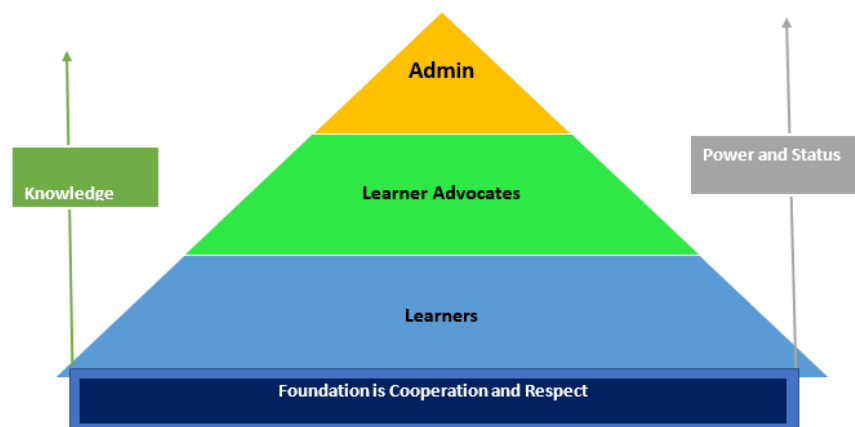 Admin
Power and Status
Knowledge
Learner Advocates
Learners
Foundation is Cooperation and Respect